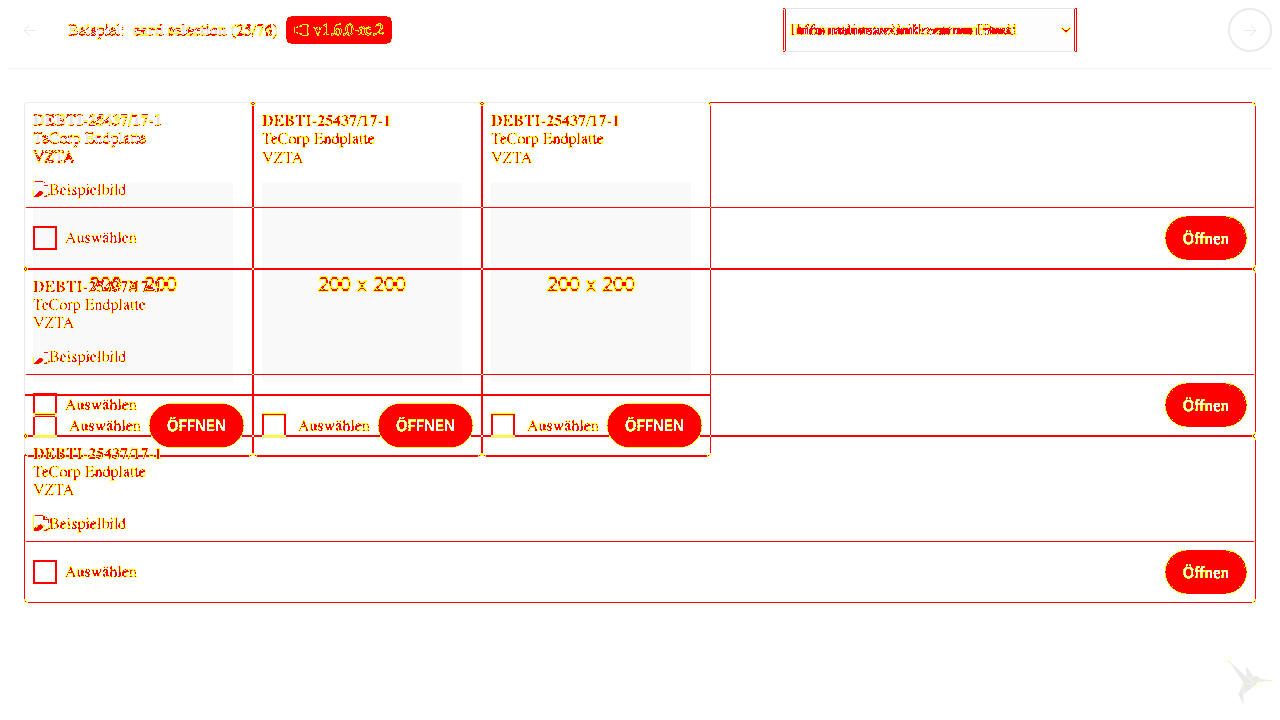 Beispiel: card selection (25/76) v1.6.0-rc.2
DEBTI-25437/17-1 DEBTI-25437/17-1 DEBTI-25437/17-1
TeCorp Endplatte TeCorp Endplatte TeCorp Endplatte
VZTA VZTA VZTA
Beispielbild
Auswählen Öffnen
DEBTI-25437/17-1 200 x 200 200 x 200 200 x 200
TeCorp Endplatte
VZTA
Beispielbild
Auswählen Öffnen
Auswählen ÖFFNEN Auswählen ÖFFNEN Auswählen ÖFFNEN
DEBTI-25437/17-1
TeCorp Endplatte
VZTA
Beispielbild
Auswählen Öffnen